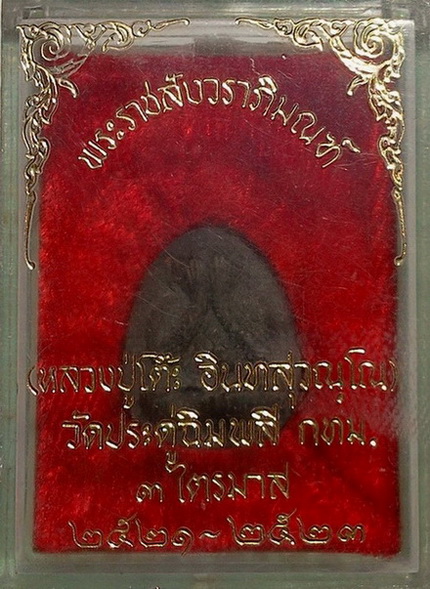 พระราชสังวราภิมณฑ์
(หลวงปู่โต๊ะ อินฺทสุวณฺโณ)
วัดประดู่ฉิมพลี กทม.
๓ ไตรมาส
๒๕๒๑~๒๕๒๓